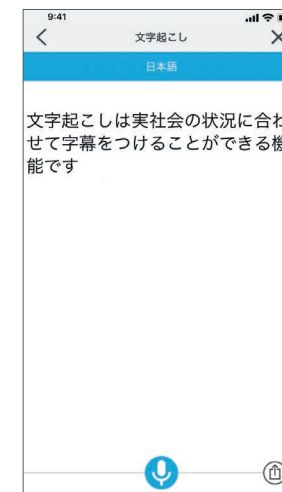 9:41
文字起こし
日本語
文字起こしは実社会の状況に合わ
せて字幕をつけることができる機
能です